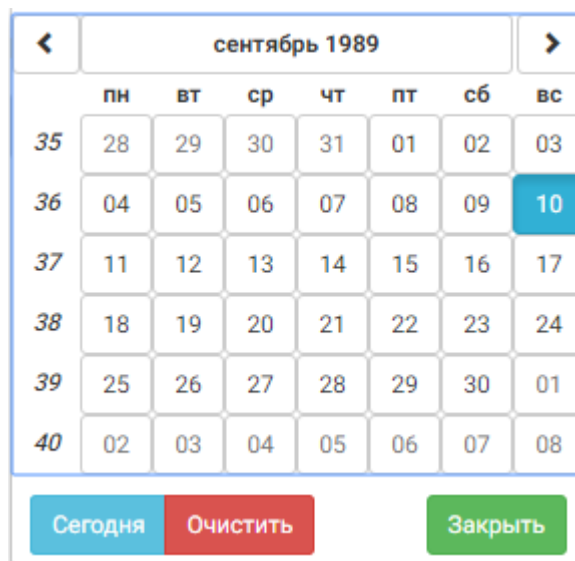 сентябрь 1989
пн вт ср чт пт сб вс
35 28 29 30 31 01 02 03
36 04 05 06 07 08 09 10
37 11 12 13 14 15 16 17
38 18 19 20 21 22 23 24
39 25 26 27 28 29 30 01
40 02 03 04 05 06 07 08
Сегодня Очистить Закрыть